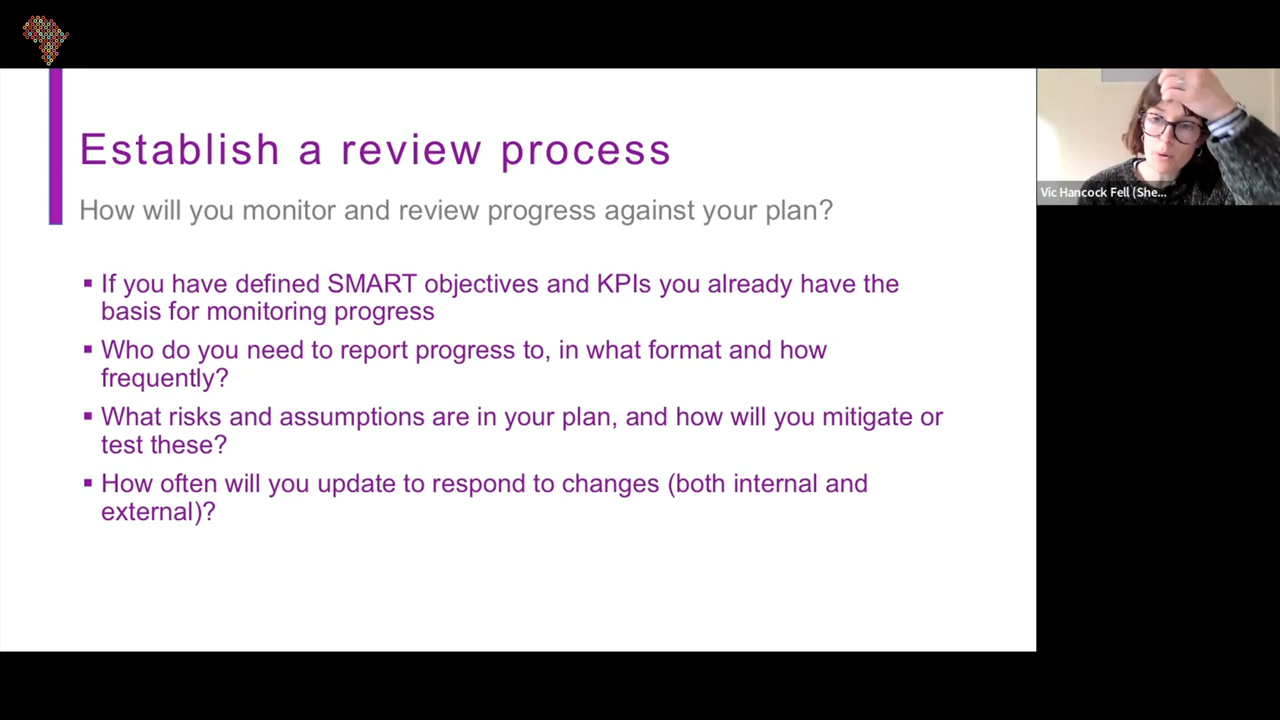 Establish a review process
How will you monitor and review progress against your plan?
▪ If you have defined SMART objectives and KPIs you already have the
basis for monitoring progress
▪ Who do you need to report progress to, in what format and how
frequently?
▪ What risks and assumptions are in your plan, and how will you mitigate or
test these?
▪ How often will you update to respond to changes (both internal and
external)?
Vic Hancock Fell (She...